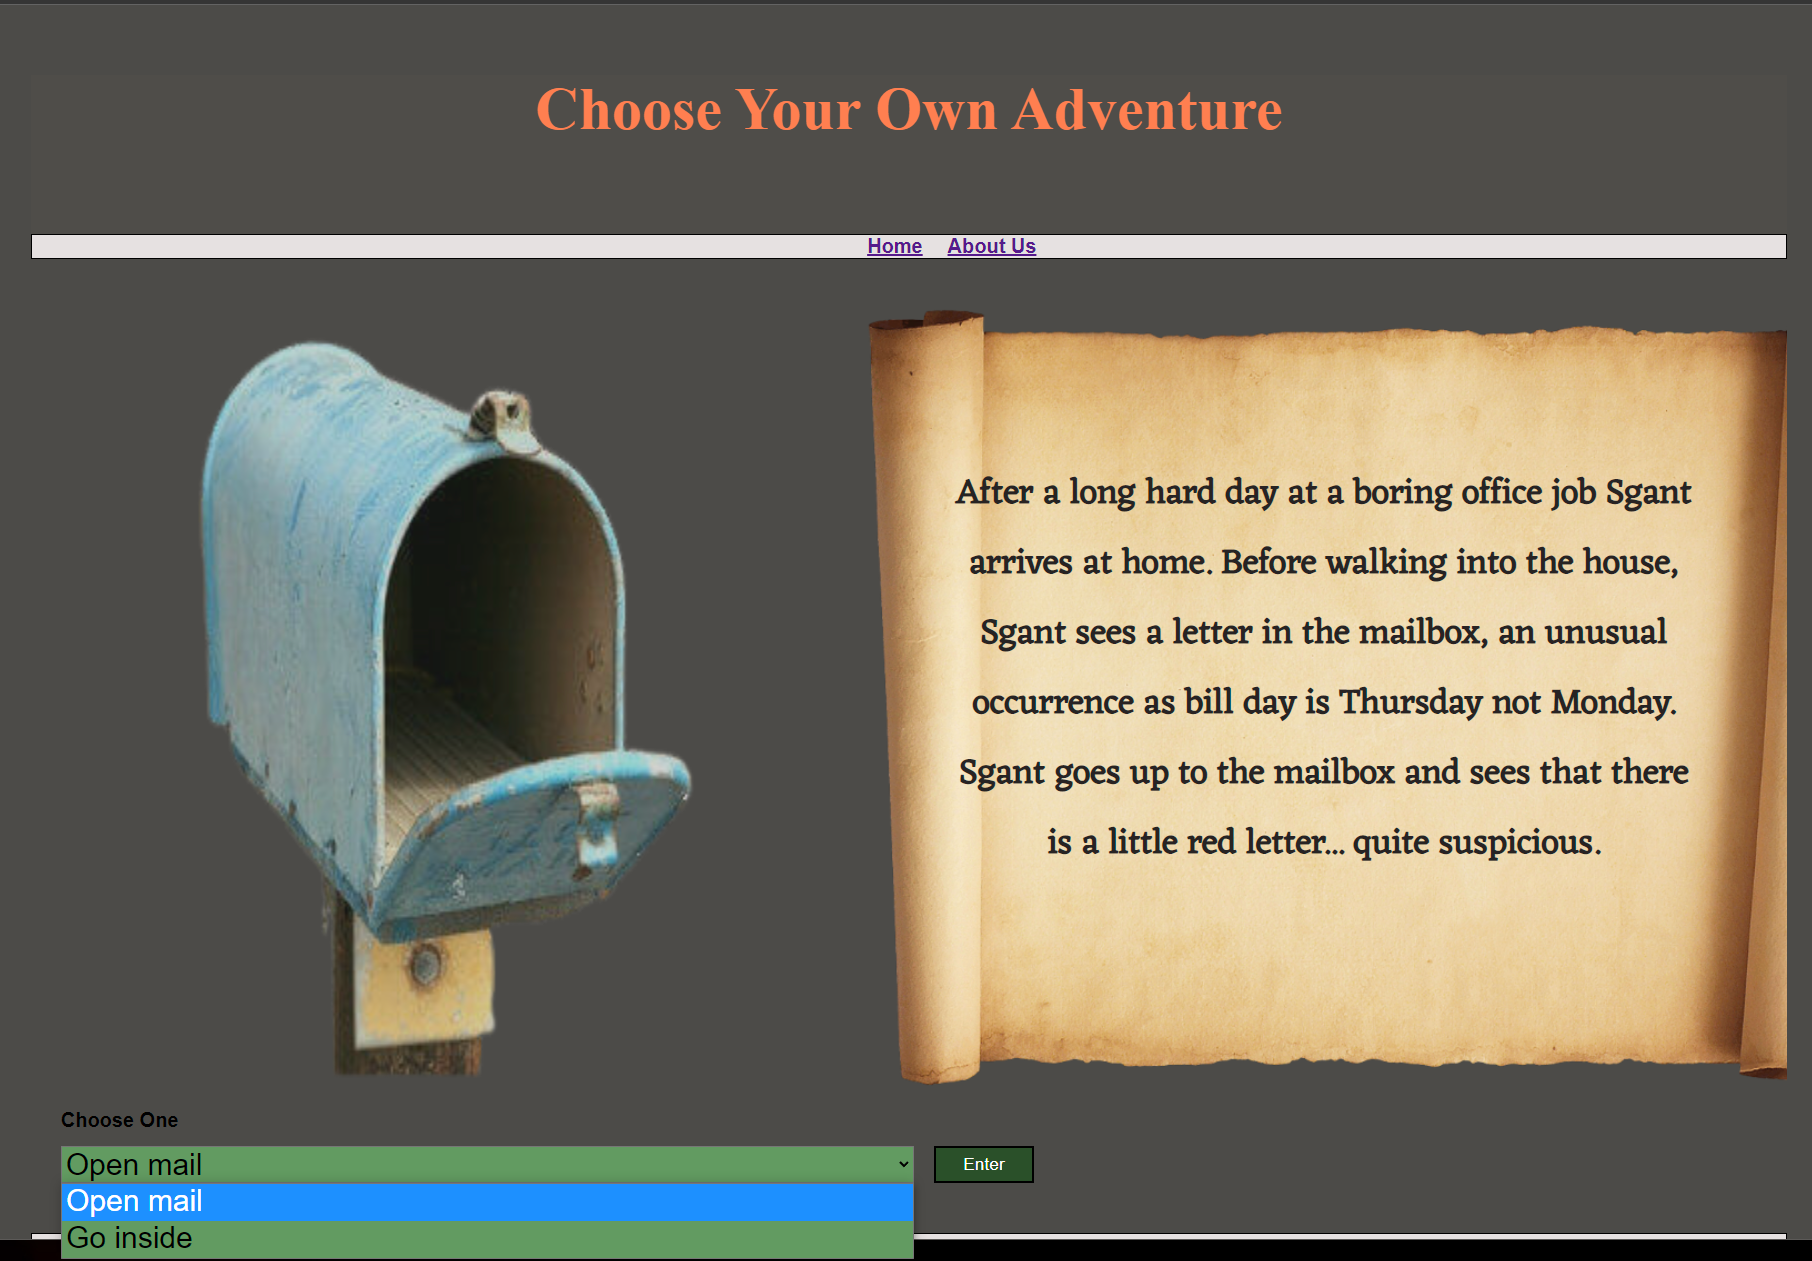 Choose Your Own Adventure
Home About Us
After a long hard day at a boring office job Sgant
arrives at home. Before walking into the house,
Sgant sees a letter in the mailbox, an unusual
occurrence as bill day is Thursday not Monday.
Sgant goes up to the mailbox and sees that there
is a little red letter... quite suspicious.
Choose One
Open mail
Enter
Open mail
Go inside